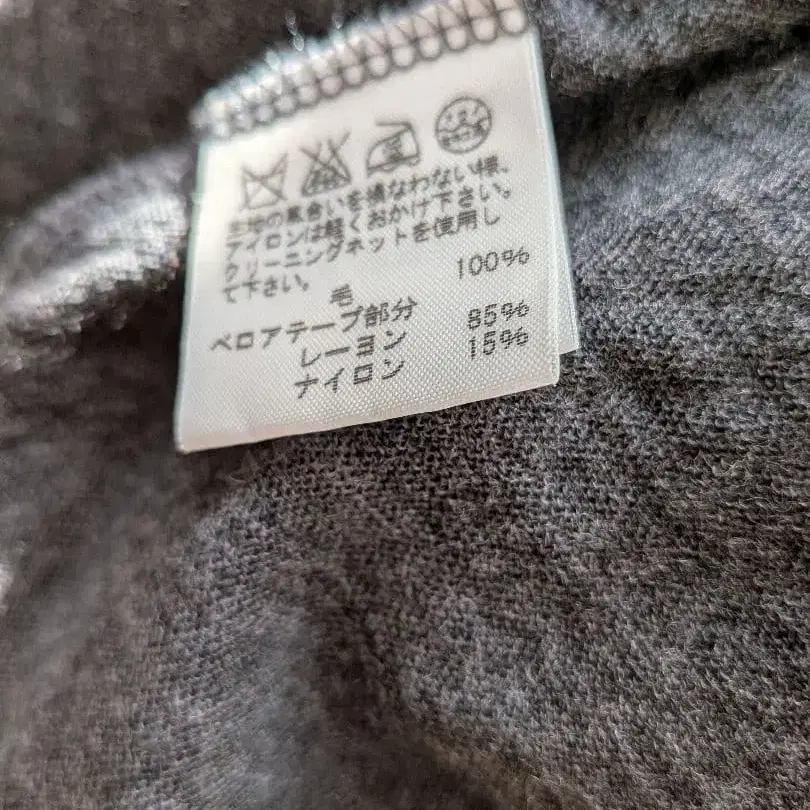 生地の風合いを損なわない様、
アイロンは軽くおかけ下さい。
クリーニングネットを使用し
て下さい。
毛 100%
ベロアテープ部分
レーヨン 85%
ナイロン 15%